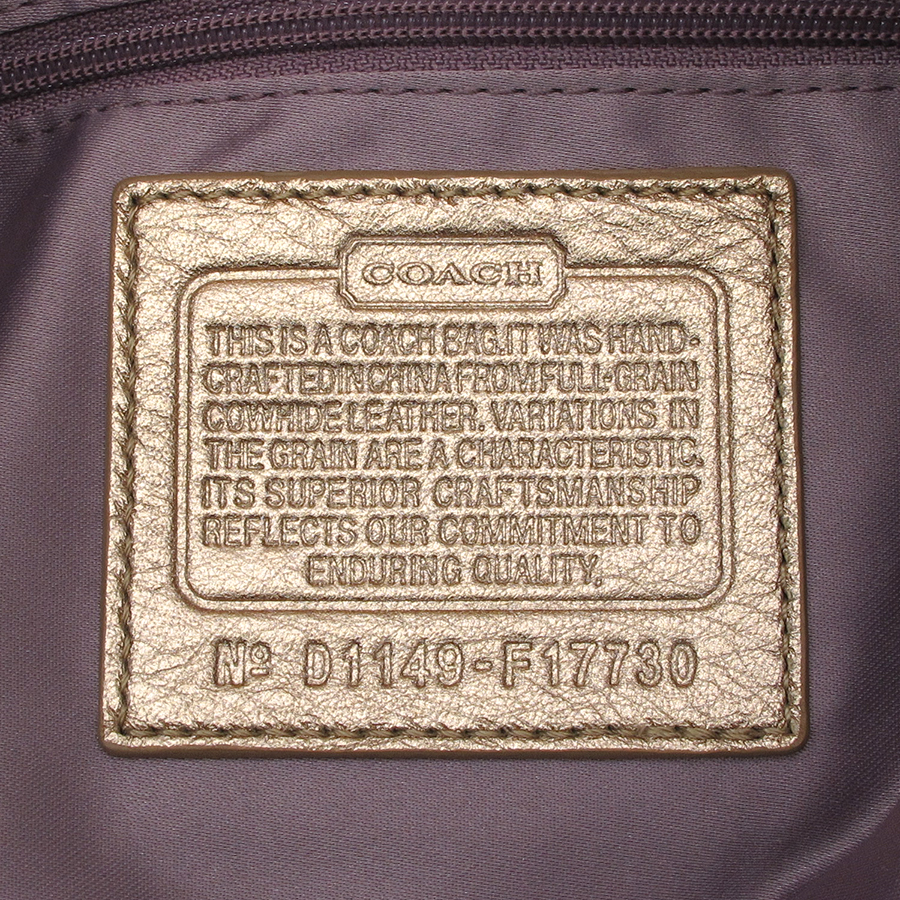 COACH
THIS IS A COACH BAG. IT WAS HAND-
CRAFTED IN CHINA FROM FULL-GRAIN
COWHIDE LEATHER. VARIATIONS IN
THE GRAIN ARE A CHARACTERISTIC.
ITS SUPERIOR CRAFTSMANSHIP
REFLECTS OUR COMMITMENT TO
ENDURING QUALITY.
Nº D1149-F17730